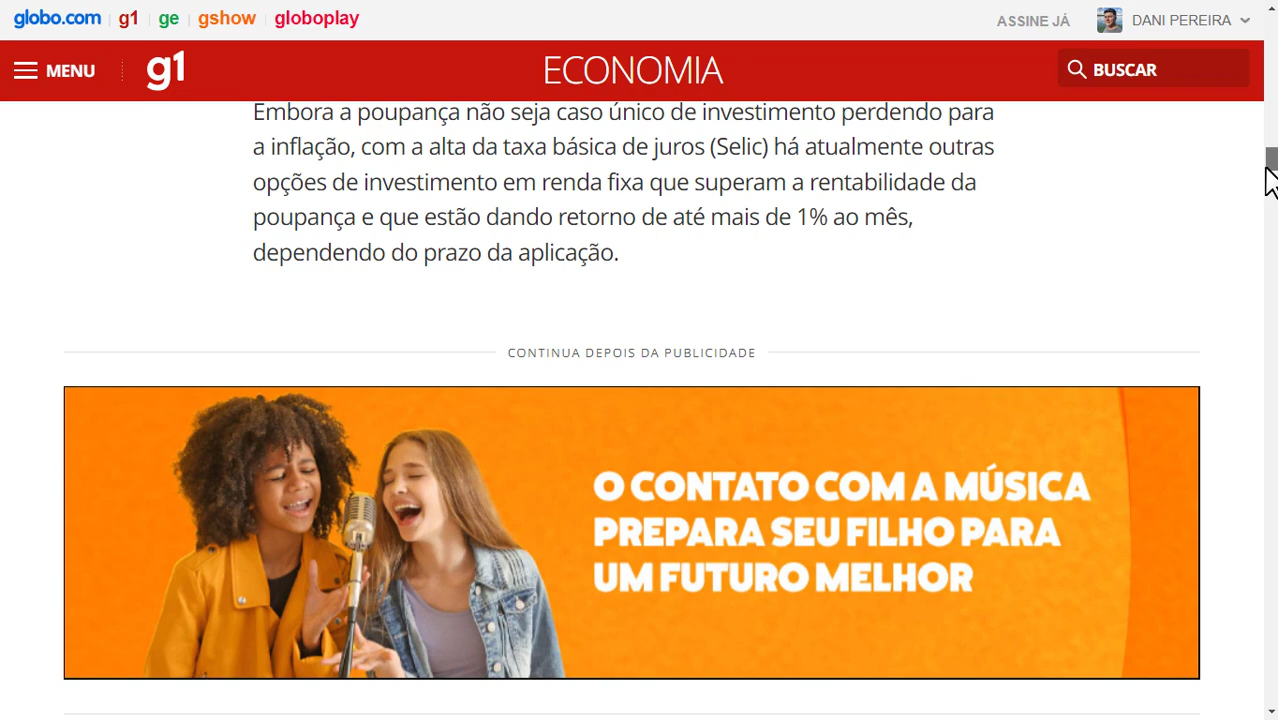 globo.com g1 ge gshow globoplay ASSINE JÁ DANI PEREIRA
MENU g1 ECONOMIA BUSCAR
Embora a poupança não seja caso único de investimento perdendo para
a inflação, com a alta da taxa básica de juros (Selic) há atualmente outras
opções de investimento em renda fixa que superam a rentabilidade da
poupança e que estão dando retorno de até mais de 1% ao mês,
dependendo do prazo da aplicação.
CONTINUA DEPOIS DA PUBLICIDADE
O CONTATO COM A MÚSICA
PREPARA SEU FILHO PARA
UM FUTURO MELHOR